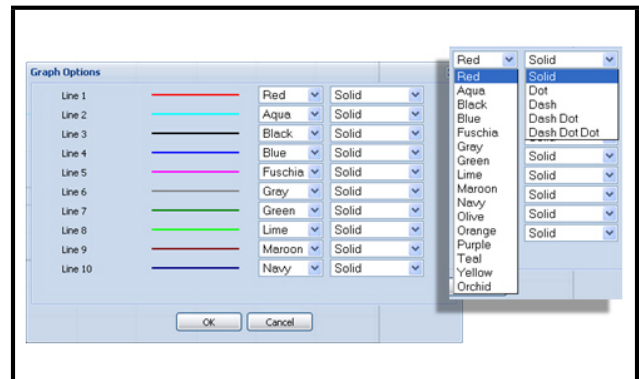 Graph Options
Line 1 Red Solid
Line 2 Aqua Solid
Line 3 Black Solid
Line 4 Blue Solid
Line 5 Fuschia Solid
Line 6 Gray Solid
Line 7 Green Solid
Line 8 Lime Solid
Line 9 Maroon Solid
Line 10 Navy Solid
OK Cancel
Red Solid
Red
Aqua
Black
Blue
Fuschia
Gray
Green
Lime
Maroon
Navy
Olive
Orange
Purple
Teal
Yellow
Orchid
Solid
Dot
Dash
Dash Dot
Dash Dot Dot
Solid
Solid
Solid
Solid
Solid